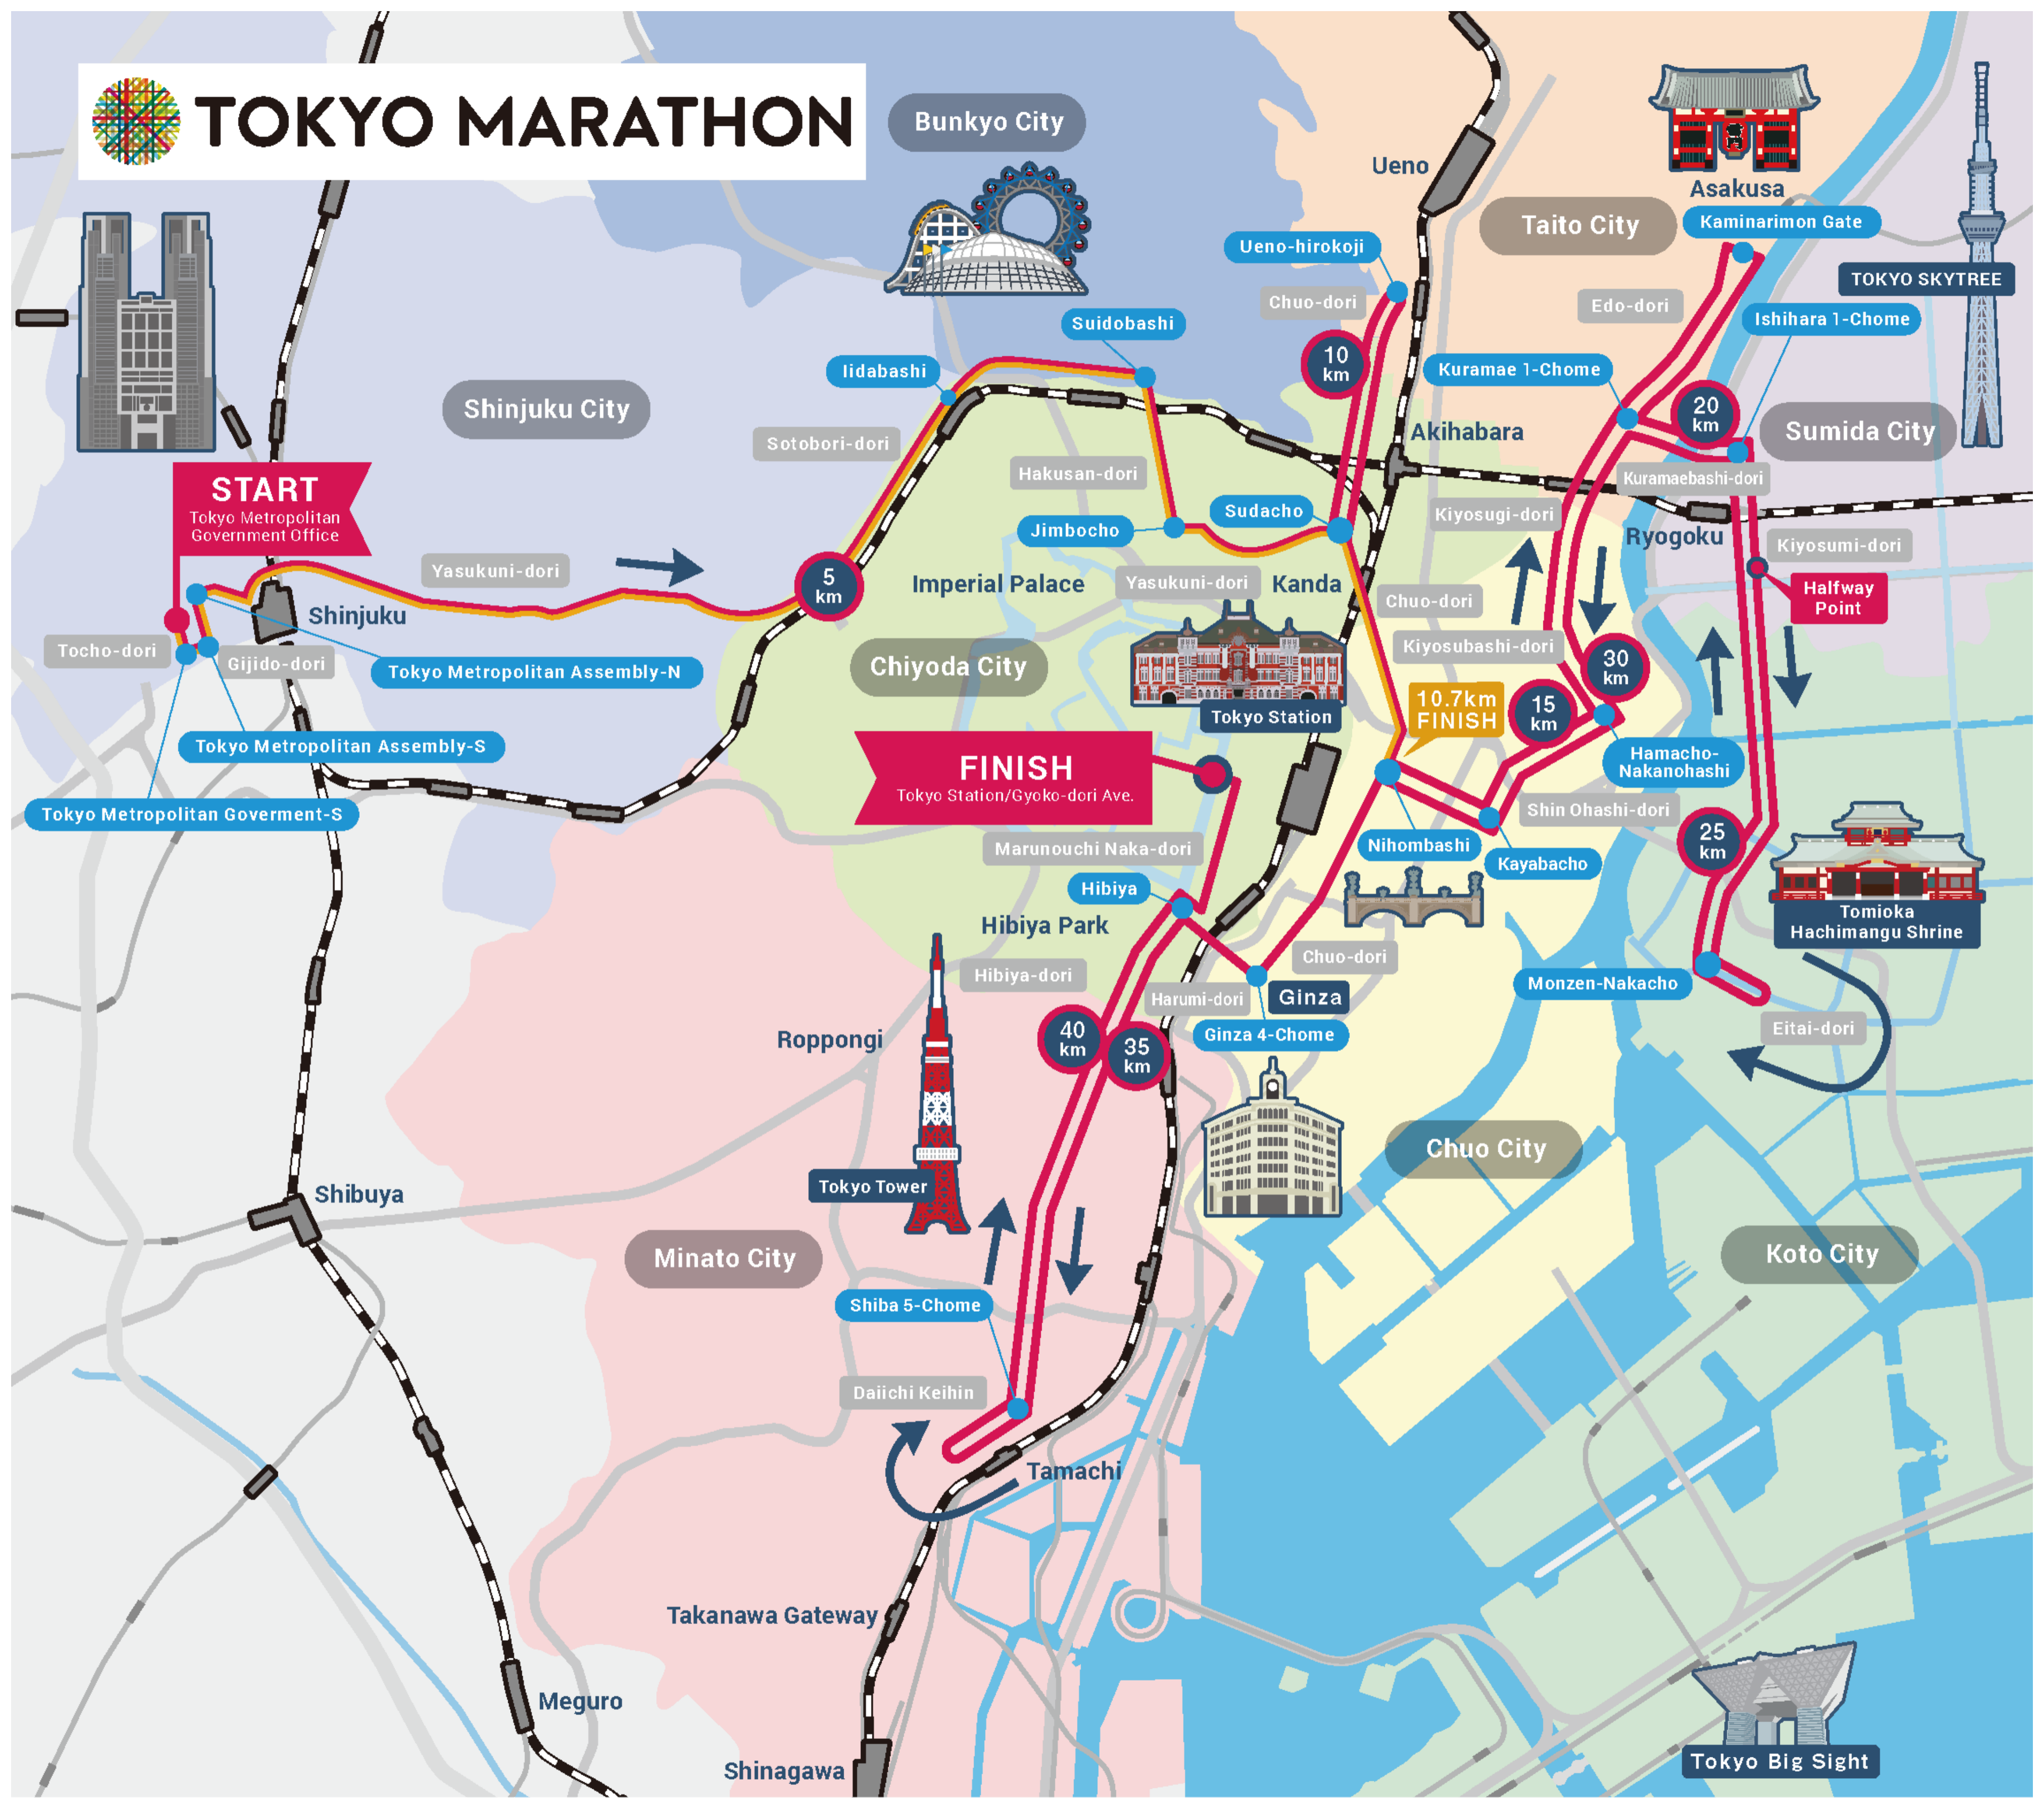 TOKYO MARATHON
Bunkyo City
Ueno
Asakusa
Kaminarimon Gate
Taito City
Ueno-hirokoji
TOKYO SKYTREE
Chuo-dori
Edo-dori
Ishihara 1-Chome
Suidobashi
Iidabashi
10
km
Kuramae 1-Chome
20
km
Shinjuku City
Sotobori-dori
Akihabara
Sumida City
Hakusan-dori
Kuramaebashi-dori
START
Tokyo Metropolitan
Government Office
Jimbocho
Sudacho
Kiyosugi-dori
Ryogoku
Kiyosumi-dori
Yasukuni-dori
5
km
Imperial Palace
Yasukuni-dori
Kanda
Chuo-dori
Halfway
Point
Shinjuku
Tocho-dori
Gijido-dori
Tokyo Metropolitan Assembly-N
Chiyoda City
Kiyosubashi-dori
30
km
Tokyo Station
10.7km
FINISH
15
km
Tokyo Metropolitan Assembly-S
Hamacho-
Nakanohashi
FINISH
Tokyo Station/Gyoko-dori Ave.
Tokyo Metropolitan Goverment-S
Shin Ohashi-dori
Marunouchi Naka-dori
Nihombashi
Kayabacho
25
km
Hibiya
Hibiya Park
Tomioka
Hachimangu Shrine
Hibiya-dori
Chuo-dori
Harumi-dori
Ginza
Monzen-Nakacho
Eitai-dori
Roppongi
40
km
35
km
Ginza 4-Chome
Chuo City
Tokyo Tower
Shibuya
Minato City
Koto City
Shiba 5-Chome
Daiichi Keihin
Tamachi
Takanawa Gateway
Meguro
Shinagawa
Tokyo Big Sight